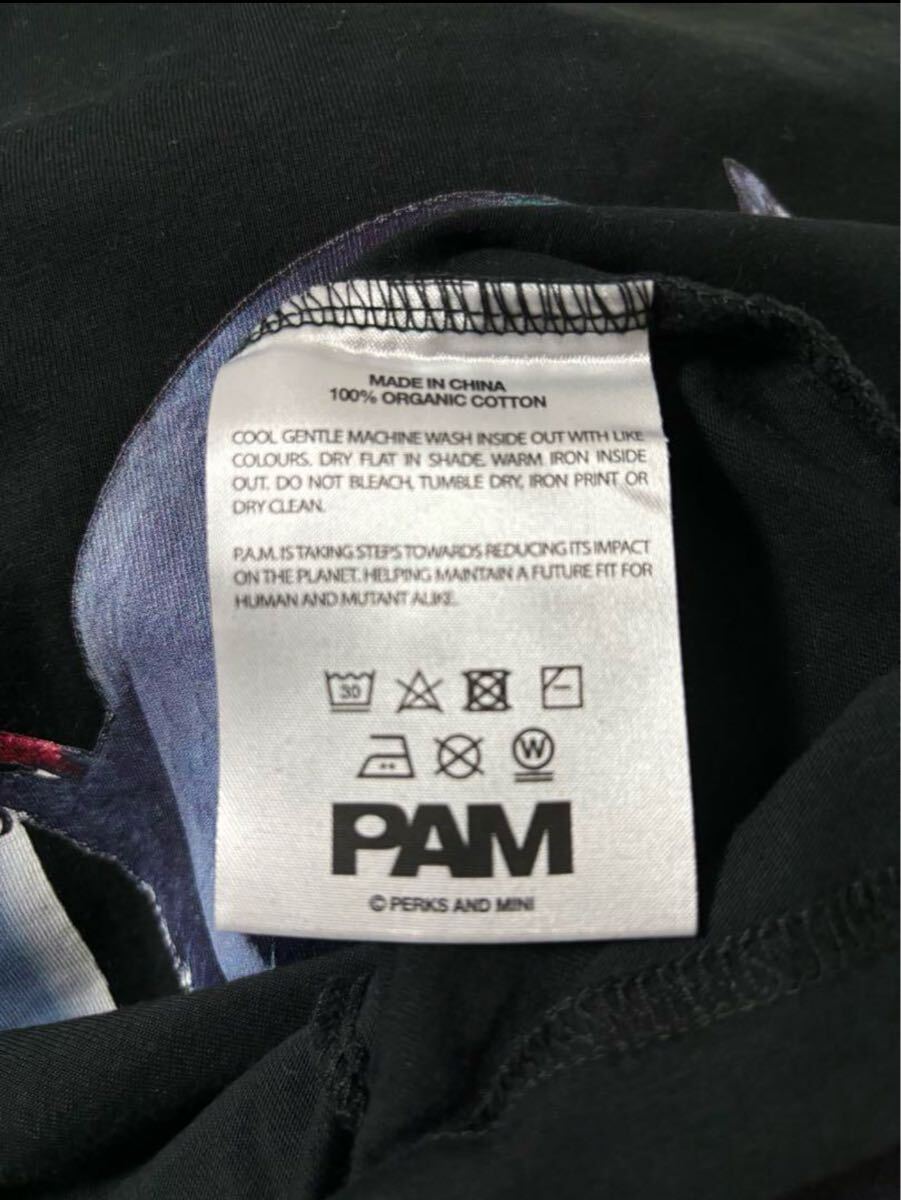 MADE IN CHINA
100% ORGANIC COTTON
COOL GENTLE MACHINE WASH INSIDE OUT WITH LIKE
COLOURS. DRY FLAT IN SHADE. WARM IRON INSIDE
OUT. DO NOT BLEACH, TUMBLE DRY, IRON PRINT OR
DRY CLEAN.
P.A.M. IS TAKING STEPS TOWARDS REDUCING ITS IMPACT
ON THE PLANET. HELPING MAINTAIN A FUTURE FIT FOR
HUMAN AND MUTANT ALIKE.
30
W
PAM
© PERKS AND MINI